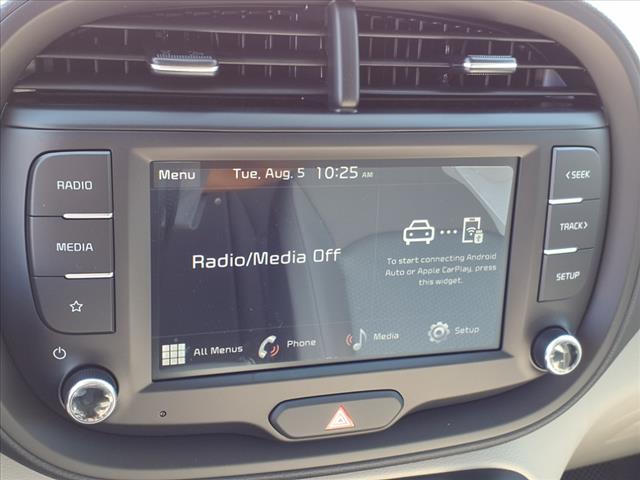 RADIO
MEDIA
Menu
Tue, Aug. 5 10:25 AM
Radio/Media Off
To start connecting Android
Auto or Apple CarPlay, press
this widget.
All Menus
Phone
Media
Setup
<SEEK
TRACK>
SETUP